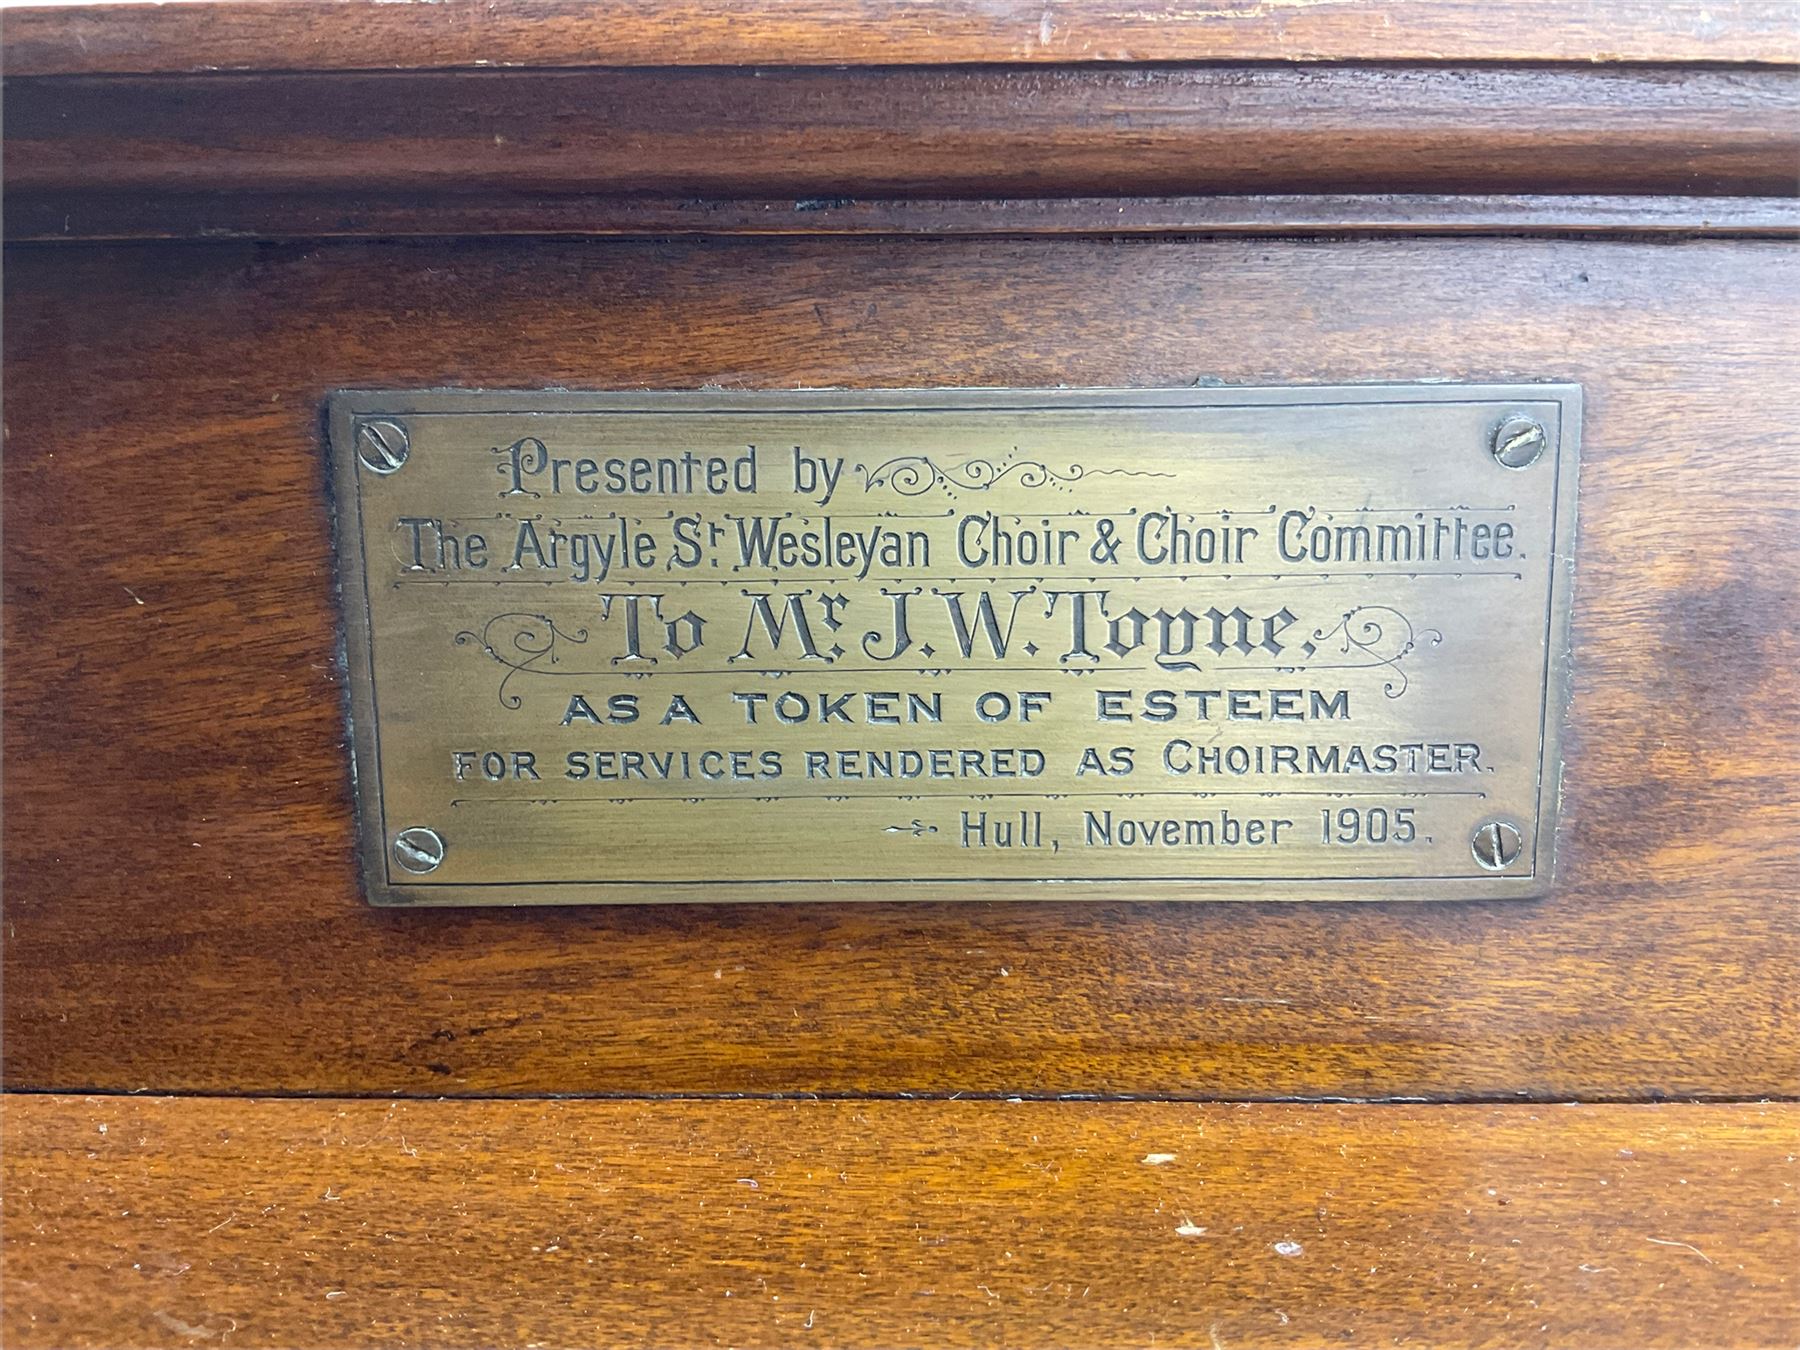 Presented by
The Argyle St. Wesleyan Choir & Choir Committee.
To Mr. J. W. Toyne,
AS A TOKEN OF ESTEEM
FOR SERVICES RENDERED AS CHOIRMASTER.
Hull, November 1905.